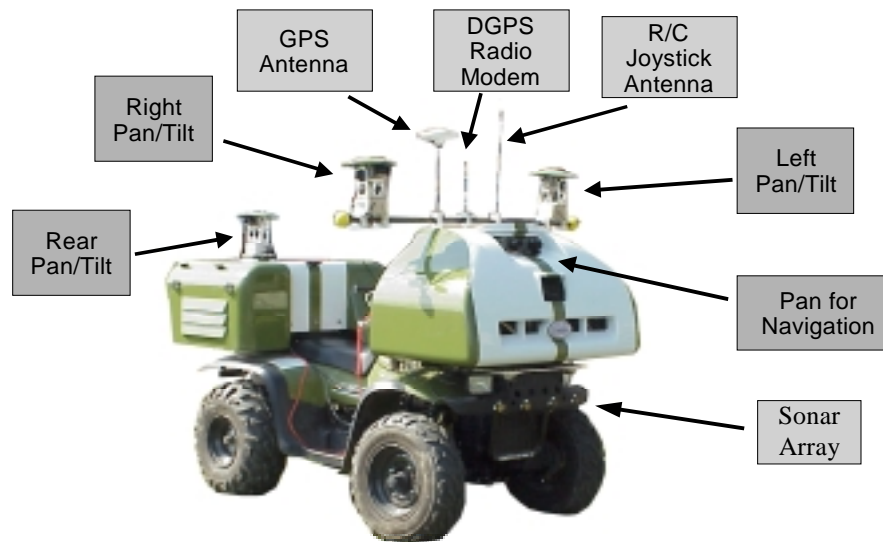 GPS
Antenna
DGPS
Radio
Modem
R/C
Joystick
Antenna
Right
Pan/Tilt
Left
Pan/Tilt
Rear
Pan/Tilt
Pan for
Navigation
Sonar
Array